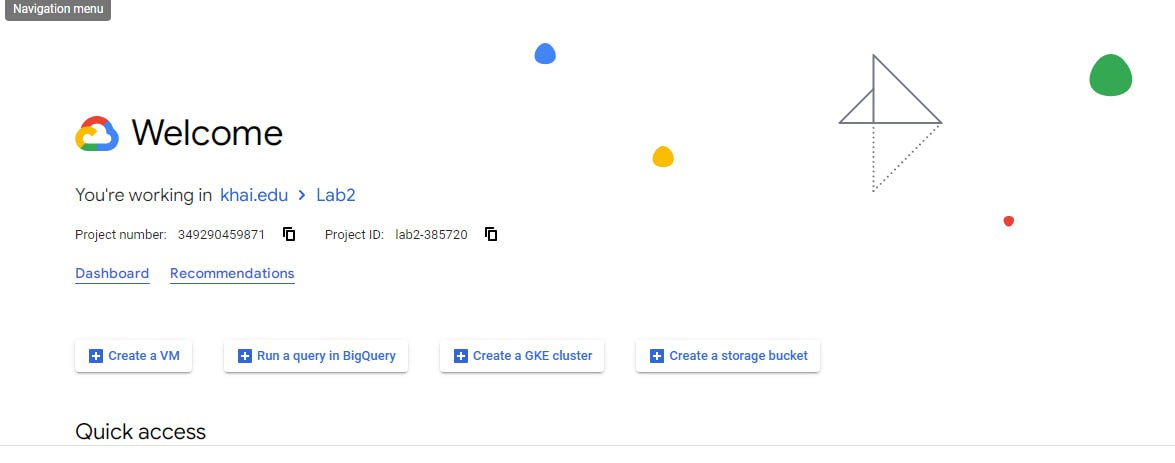 Navigation menu
Welcome
You're working in khai.edu > Lab2
Project number: 349290459871 Project ID: lab2-385720
Dashboard Recommendations
Create a VM Run a query in BigQuery Create a GKE cluster Create a storage bucket
Quick access